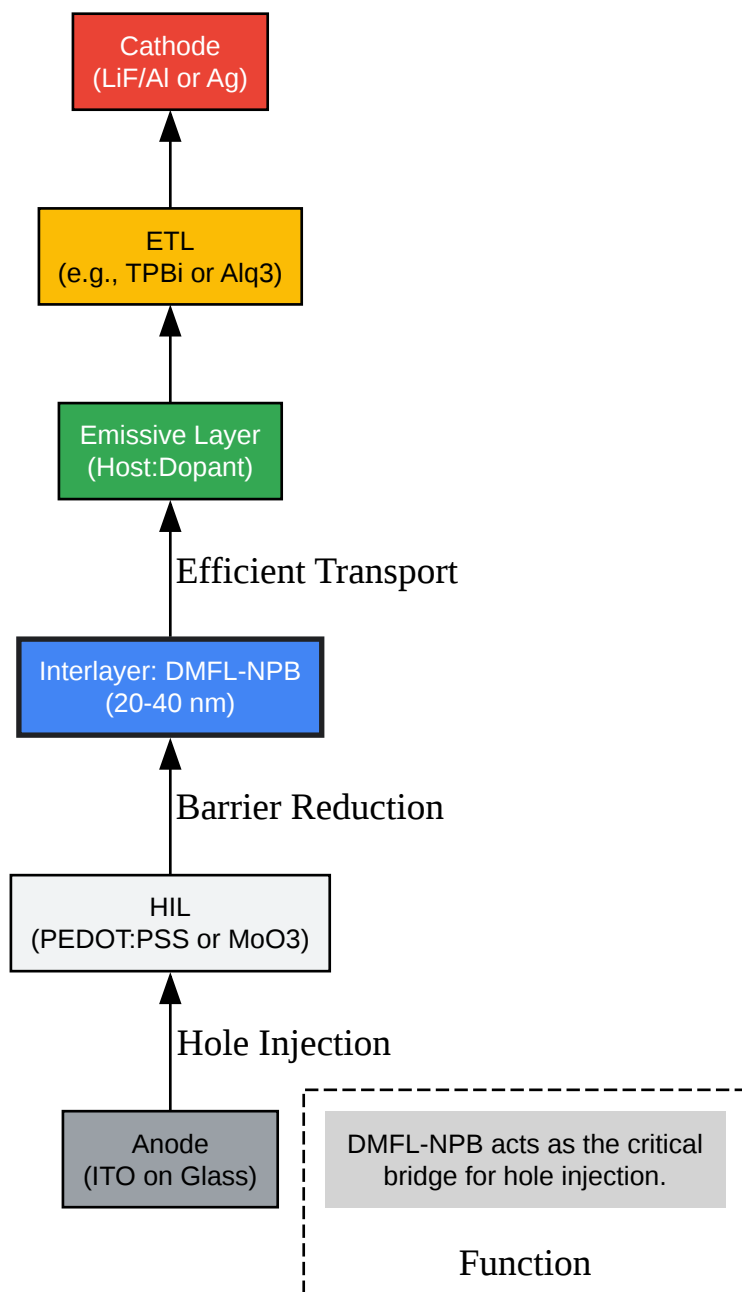 Cathode
(LiF/Al or Ag)
ETL
(e.g., TPBi or Alq3)
Emissive Layer
(Host:Dopant)
Efficient Transport
Interlayer: DMFL-NPB
(20-40 nm)
Barrier Reduction
HIL
(PEDOT:PSS or MoO3)
Hole Injection
Anode
(ITO on Glass)
DMFL-NPB acts as the critical
bridge for hole injection.
Function